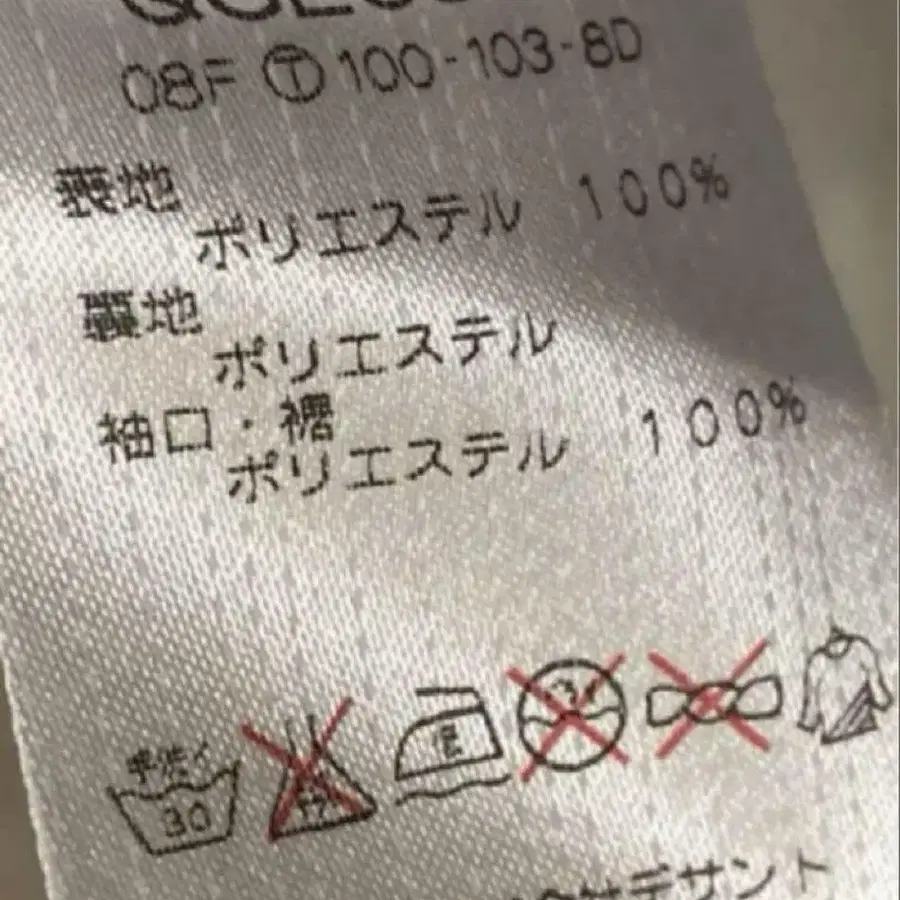 08F Ⓣ 100-103-8D
表地
ポリエステル 100%
裏地
ポリエステル
袖口・裾
ポリエステル 100%
手洗イ
30
低
デサント